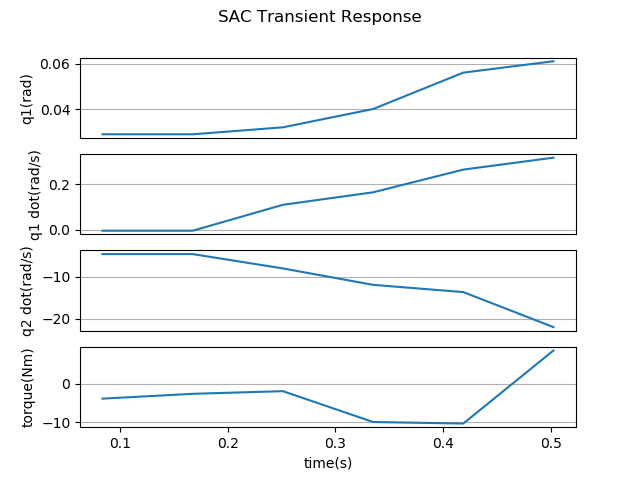 SAC Transient Response
q1(rad)
0.06
0.04
q1 dot(rad/s)
0.2
0.0
q2 dot(rad/s)
−10
−20
torque(Nm)
0
−10
0.1 0.2 0.3 0.4 0.5
time(s)